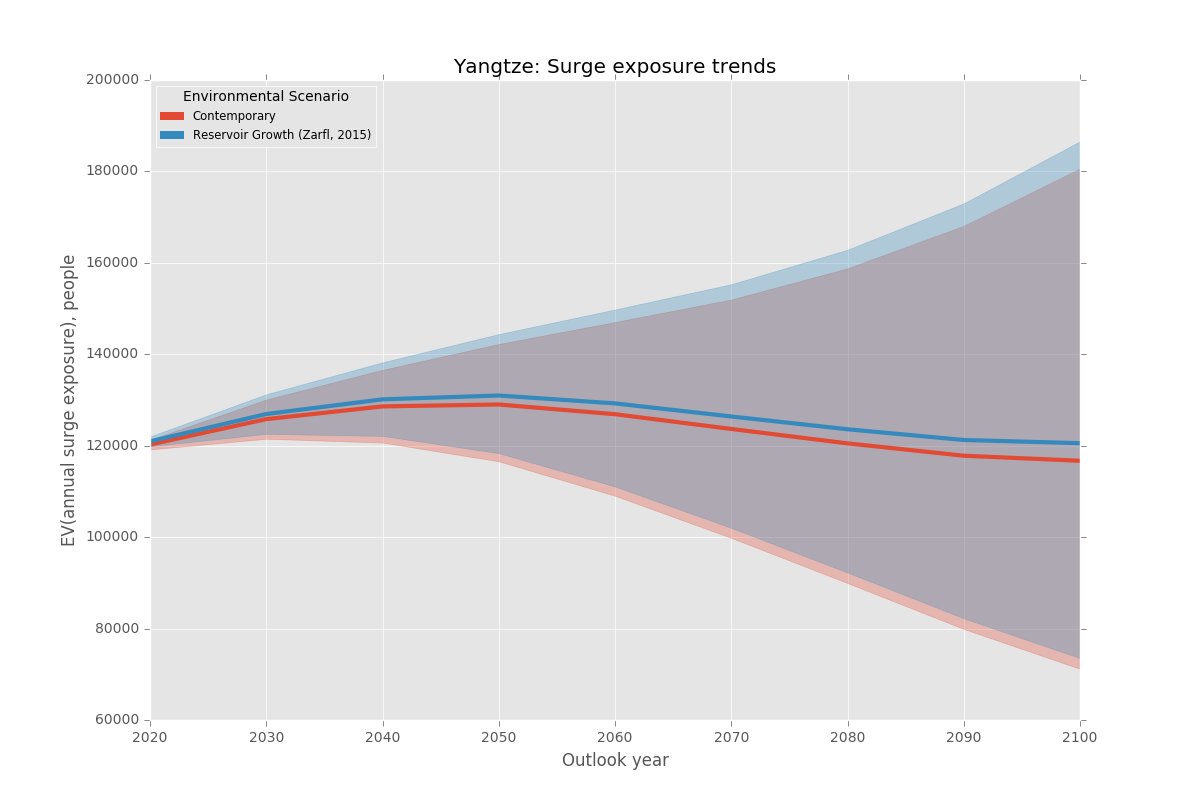 Yangtze: Surge exposure trends
Environmental Scenario
Contemporary
Reservoir Growth (Zarfl, 2015)
EV(annual surge exposure), people
200000
180000
160000
140000
120000
100000
80000
60000
2020 2030 2040 2050 2060 2070 2080 2090 2100
Outlook year